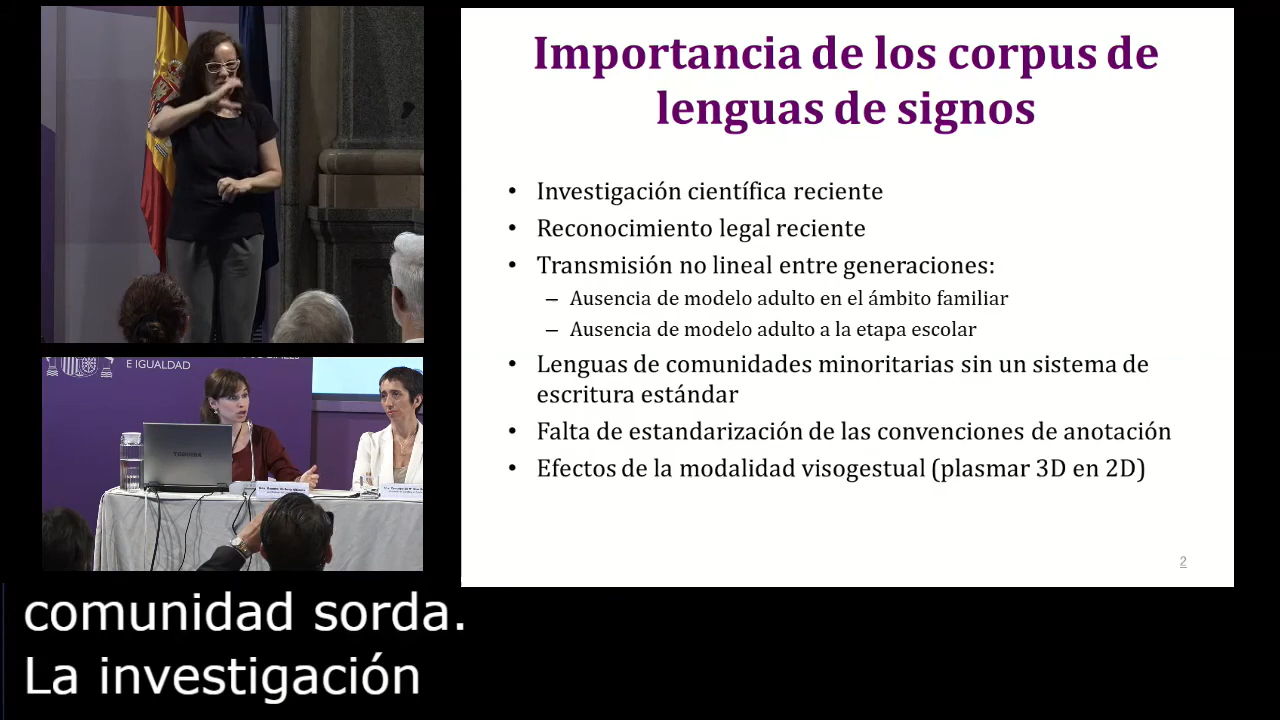 Importancia de los corpus de
lenguas de signos
• Investigación científica reciente
• Reconocimiento legal reciente
• Transmisión no lineal entre generaciones:
– Ausencia de modelo adulto en el ámbito familiar
– Ausencia de modelo adulto a la etapa escolar
• Lenguas de comunidades minoritarias sin un sistema de
escritura estándar
• Falta de estandarización de las convenciones de anotación
• Efectos de la modalidad visogestual (plasmar 3D en 2D)
2
E IGUALDAD
TOSHIBA
comunidad sorda.
La investigación